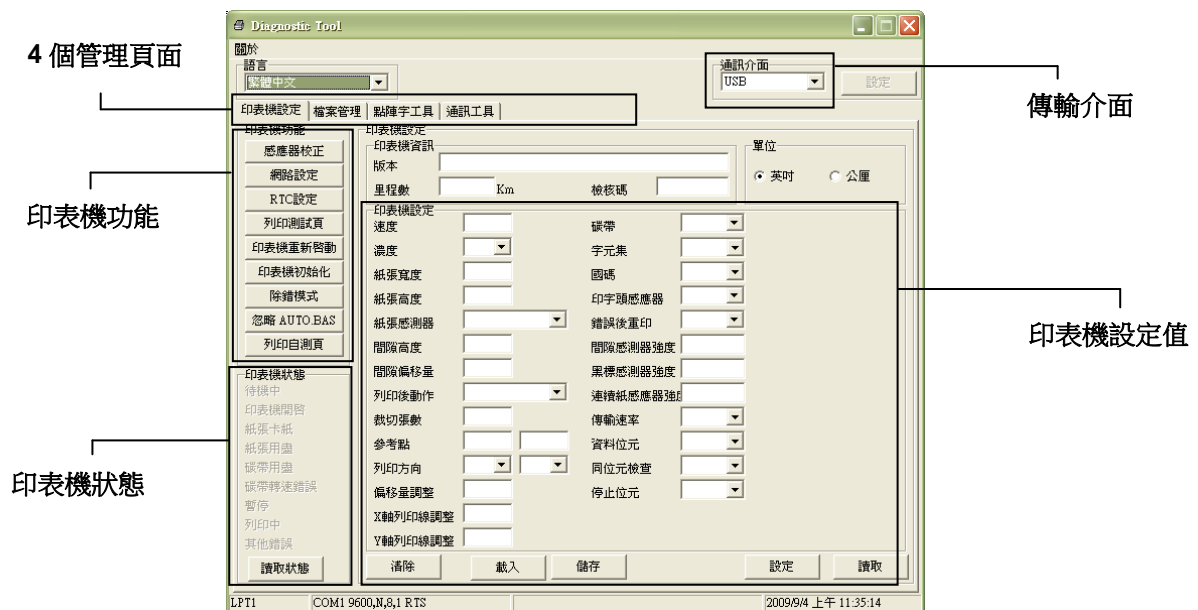 Diagnostic Tool
關於
4 個管理頁面
語言
繁體中文
通訊介面
USB
設定
傳輸介面
印表機設定 檔案管理 點陣字工具 通訊工具
印表機功能
印表機功能
感應器校正
網路設定
RTC設定
列印測試頁
印表機重新啟動
印表機初始化
除錯模式
忽略 AUTO.BAS
列印自測頁
印表機設定
印表機資訊
版本
里程數 Km 檢核碼
單位
英吋 公厘
印表機設定
速度 碳帶
濃度 字元集
紙張寬度 國碼
紙張高度 印字頭感應器
紙張感測器 錯誤後重印
間隙高度 間隙感測器強度
間隙偏移量 黑標感測器強度
列印後動作 連續紙感應器強度
裁切張數 傳輸速率
參考點 資料位元
列印方向 同位元檢查
偏移量調整 停止位元
X軸列印線調整
Y軸列印線調整
清除 載入 儲存 設定 讀取
印表機設定值
印表機狀態
印表機狀態
待機中
印表機開啓
紙張卡紙
紙張用盡
碳帶用盡
碳帶轉速錯誤
暫停
列印中
其他錯誤
讀取狀態
LPT1 COM1 9600,N,8,1 RTS 2009/9/4 上午 11:35:14